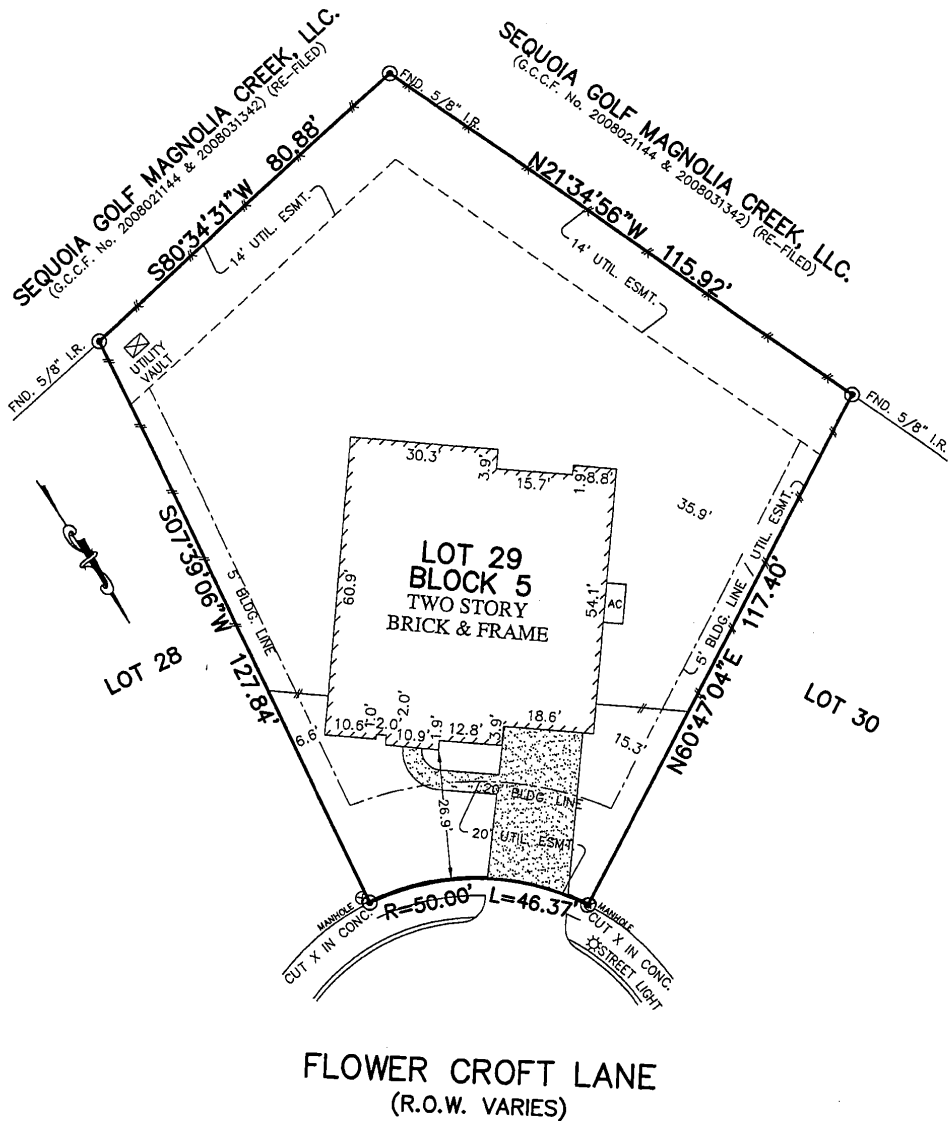 SEQUOIA GOLF MAGNOLIA CREEK, LLC.
(G.C.C.F. No. 2008021144 & 2008031342) (RE-FILED)
SEQUOIA GOLF MAGNOLIA CREEK, LLC.
(G.C.C.F. No. 2008021144 & 2008031342) (RE-FILED)
FND. 5/8" I.R.
S80°34'31"W 80.88'
14' UTIL. ESMT.
N21°34'56"W 115.92'
14' UTIL. ESMT.
FND. 5/8" I.R.
UTILITY
VAULT
FND. 5/8" I.R.
30.3'
3.9'
15.7'
1.9'
8.8'
35.9'
S07°39'06"W 127.84'
5' BLDG. LINE
60.9'
LOT 29
BLOCK 5
TWO STORY
BRICK & FRAME
54.1'
AC
5' BLDG. LINE / UTIL. ESMT.
N60°47'04"E 117.40'
LOT 28
LOT 30
6.6'
10.6'
1.0'
2.0'
2.0'
10.9'
1.9'
12.8'
3.9'
18.6'
15.3'
26.9'
20' BLDG. LINE
20' UTIL. ESMT.
R=50.00' L=46.37'
MANHOLE
CUT X IN CONC.
MANHOLE
CUT X IN CONC.
STREET LIGHT
FLOWER CROFT LANE
(R.O.W. VARIES)